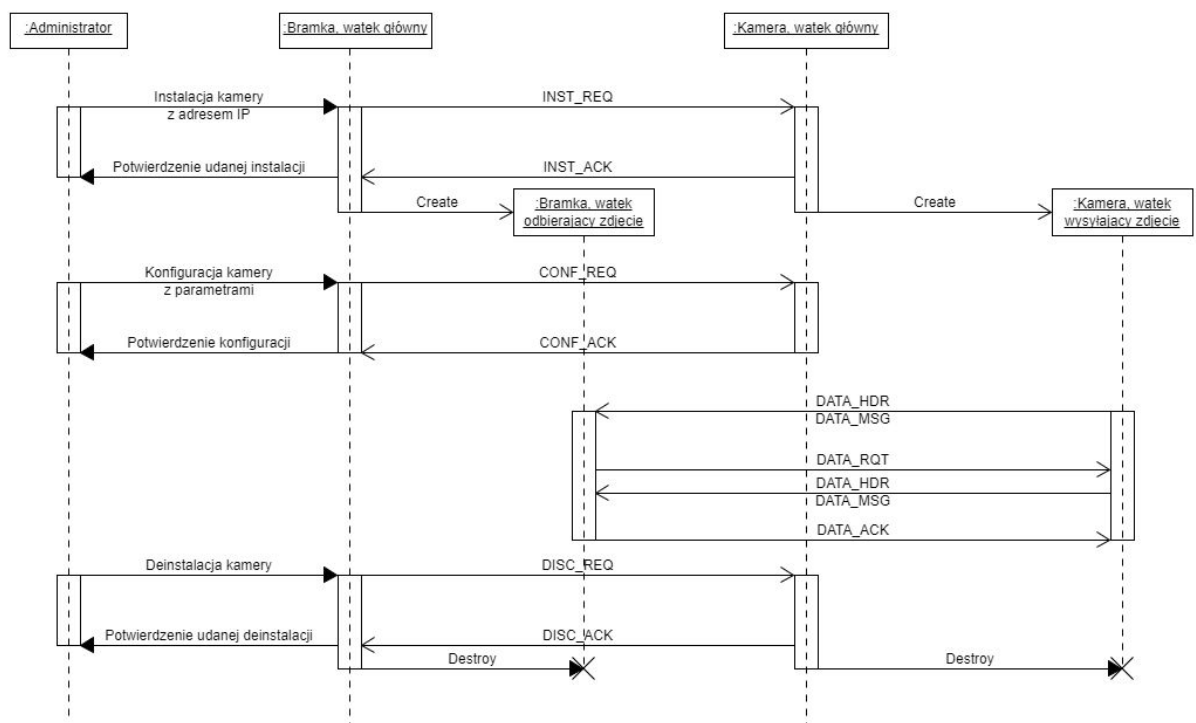 :Administrator
:Bramka, watek główny
:Kamera, watek główny
Instalacja kamery
z adresem IP
INST_REQ
Potwierdzenie udanej instalacji
INST_ACK
Create
:Bramka, watek
odbierajacy zdjecie
Create
:Kamera, watek
wysyłajacy zdjecie
Konfiguracja kamery
z parametrami
CONF_REQ
Potwierdzenie konfiguracji
CONF_ACK
DATA_HDR
DATA_MSG
DATA_RQT
DATA_HDR
DATA_MSG
DATA_ACK
Deinstalacja kamery
DISC_REQ
Potwierdzenie udanej deinstalacji
DISC_ACK
Destroy
Destroy